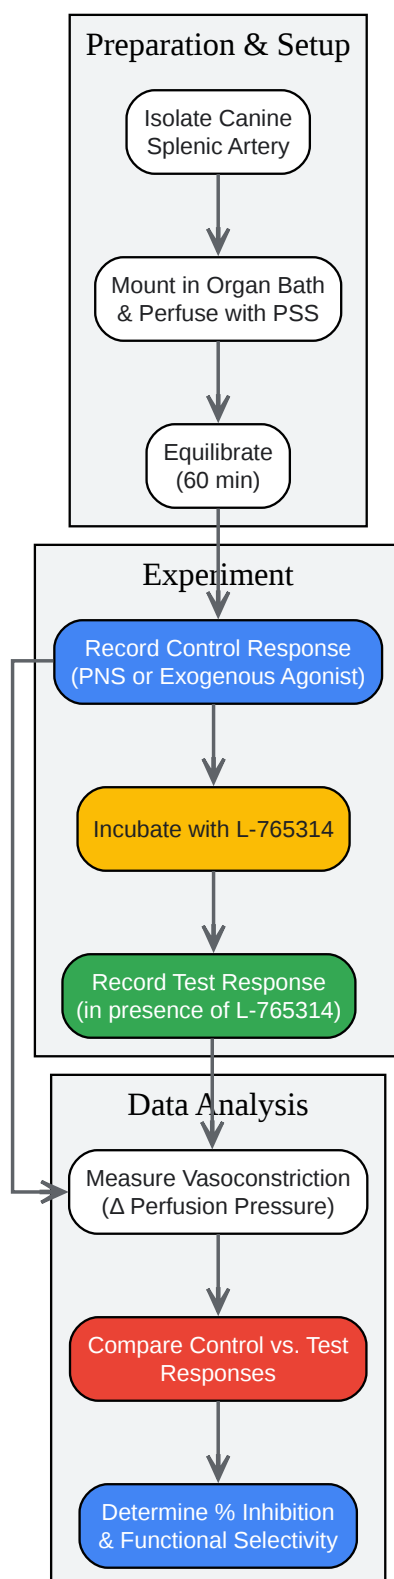 Preparation & Setup
Isolate Canine
Splenic Artery
Mount in Organ Bath
& Perfuse with PSS
Equilibrate
(60 min)
Experiment
Record Control Response
(PNS or Exogenous Agonist)
Incubate with L-765314
Record Test Response
(in presence of L-765314)
Data Analysis
Measure Vasoconstriction
(Δ Perfusion Pressure)
Compare Control vs. Test
Responses
Determine % Inhibition
& Functional Selectivity